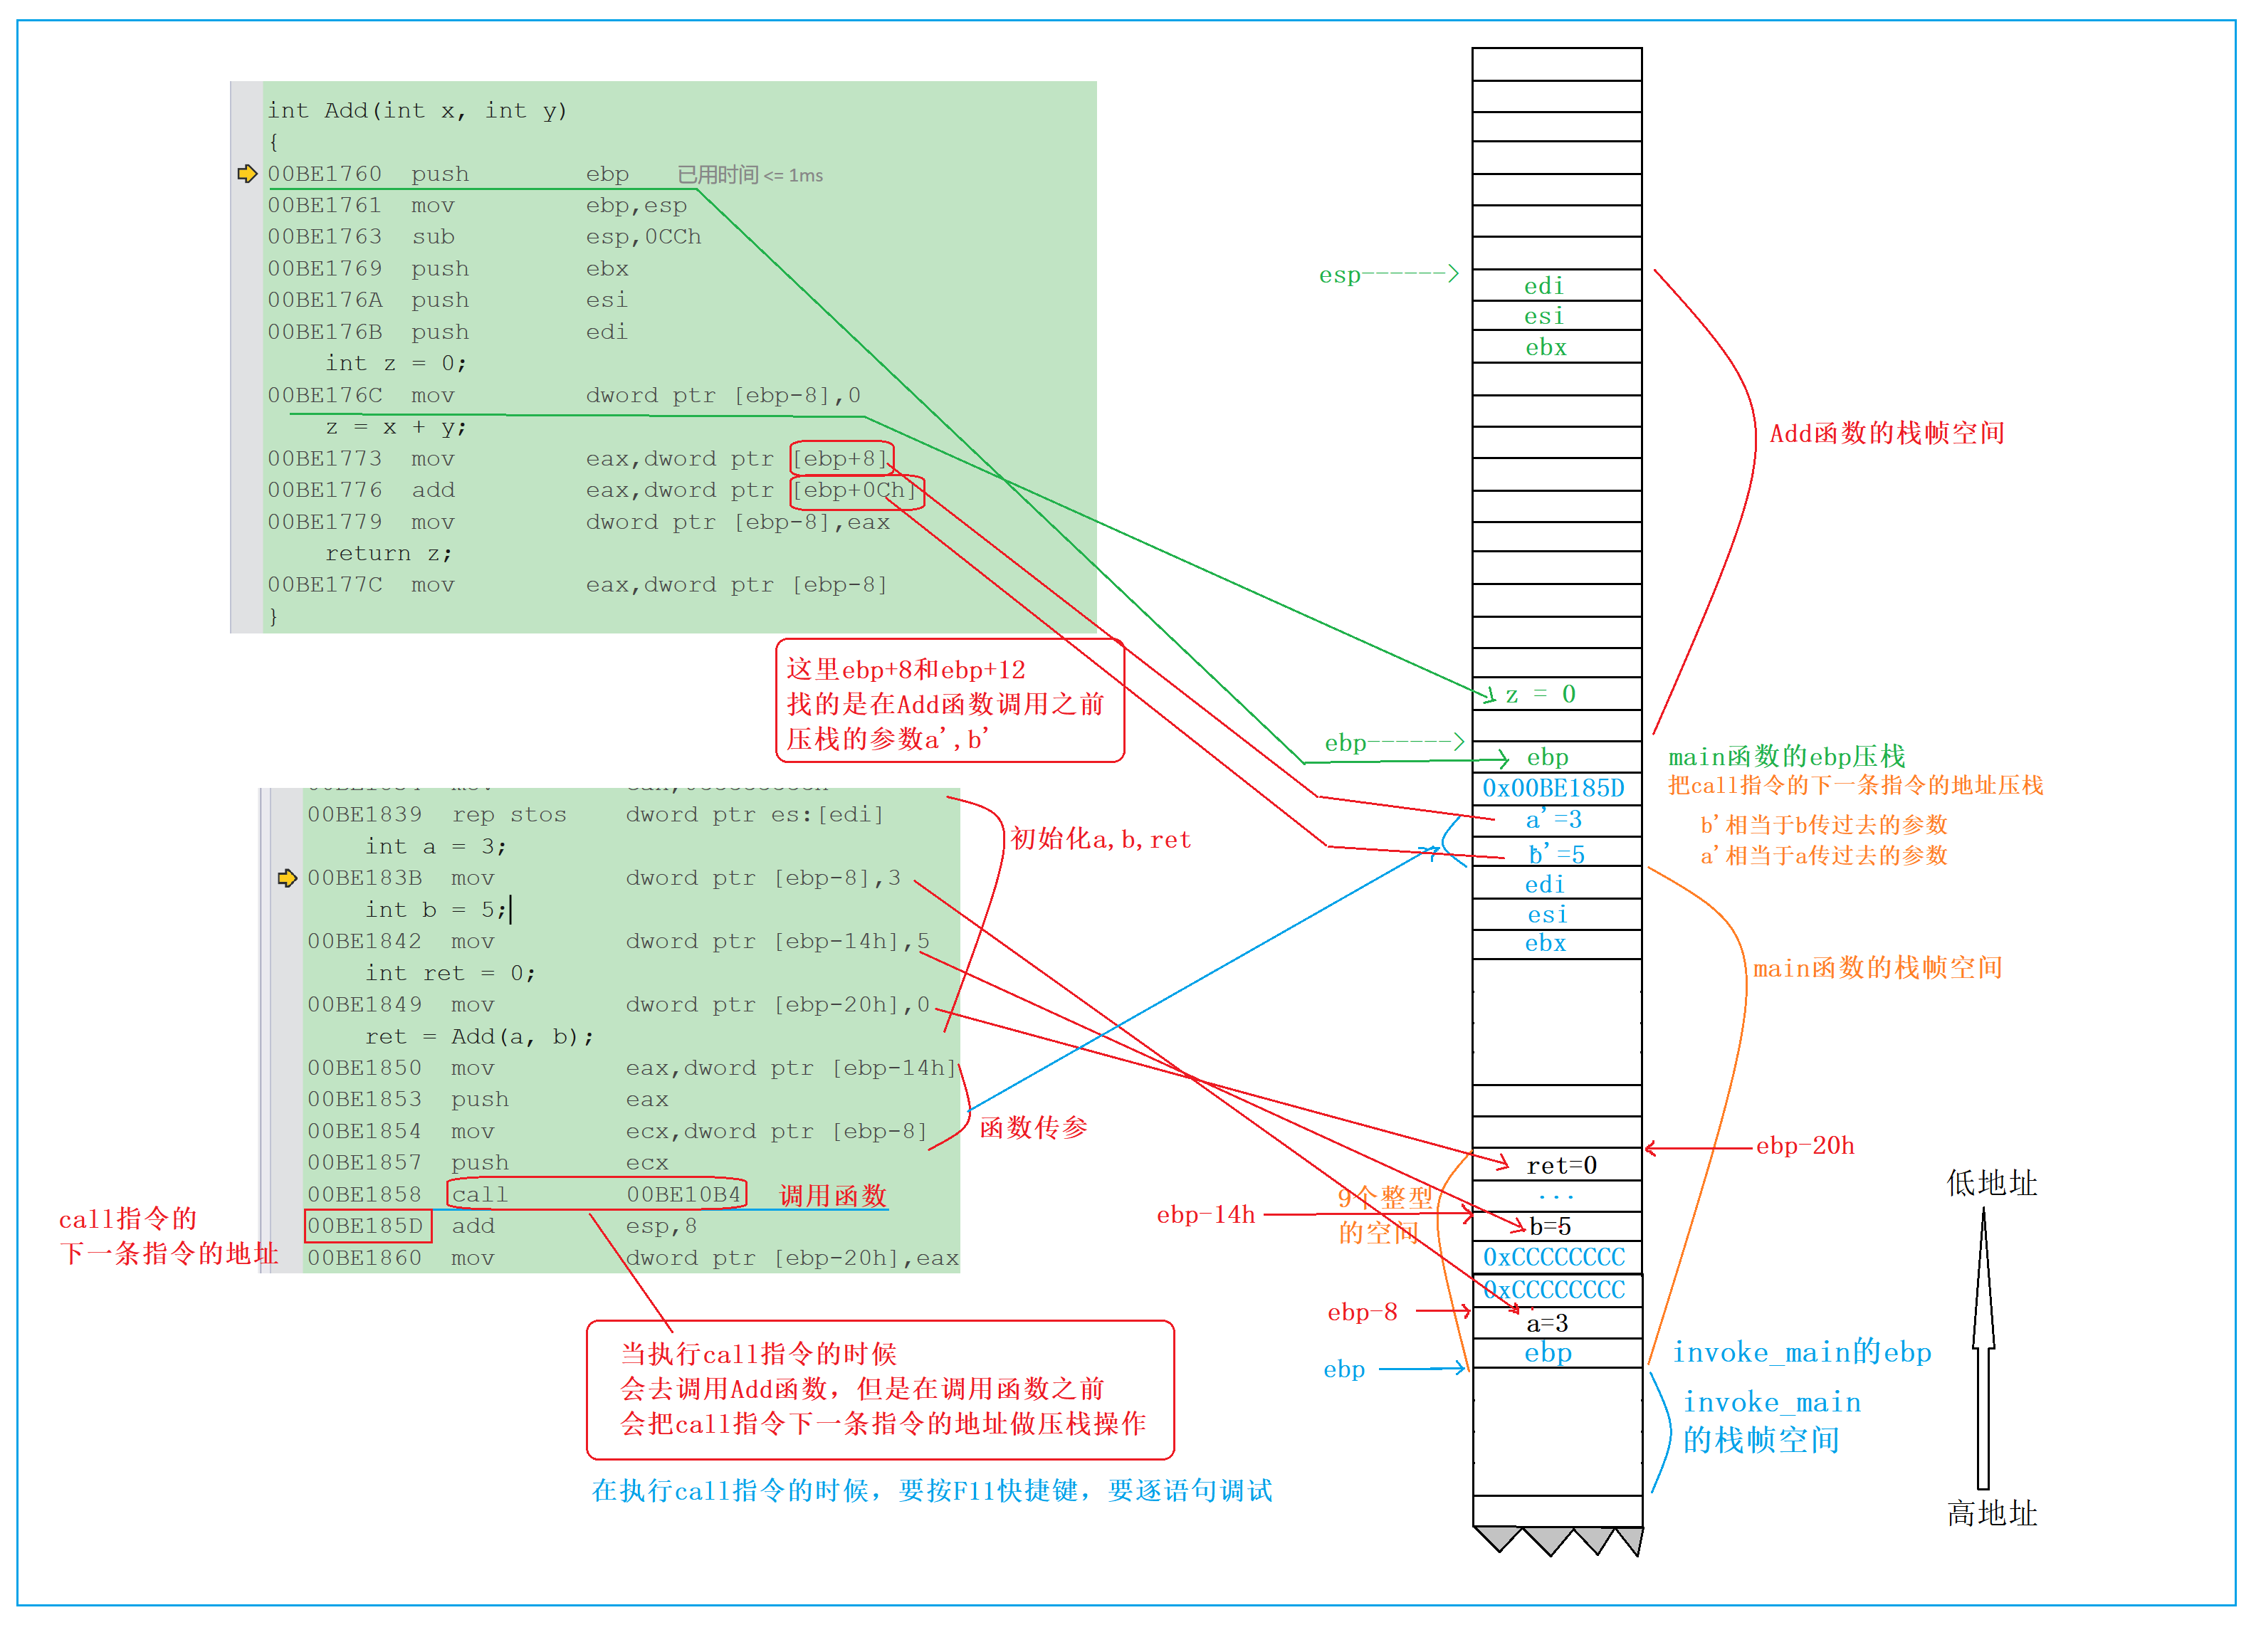 int Add(int x, int y)
{
00BE1760 push ebp 已用时间 <= 1ms
00BE1761 mov ebp,esp
00BE1763 sub esp,0CCh
00BE1769 push ebx
00BE176A push esi
00BE176B push edi
int z = 0;
00BE176C mov dword ptr [ebp-8],0
z = x + y;
00BE1773 mov eax,dword ptr [ebp+8]
00BE1776 add eax,dword ptr [ebp+0Ch]
00BE1779 mov dword ptr [ebp-8],eax
return z;
00BE177C mov eax,dword ptr [ebp-8]
}
这里ebp+8和ebp+12
找的是在Add函数调用之前
压栈的参数a',b'
00BE1839 rep stos dword ptr es:[edi]
int a = 3;
00BE183B mov dword ptr [ebp-8],3
int b = 5;
00BE1842 mov dword ptr [ebp-14h],5
int ret = 0;
00BE1849 mov dword ptr [ebp-20h],0
ret = Add(a, b);
00BE1850 mov eax,dword ptr [ebp-14h]
00BE1853 push eax
00BE1854 mov ecx,dword ptr [ebp-8]
00BE1857 push ecx
00BE1858 call 00BE10B4
00BE185D add esp,8
00BE1860 mov dword ptr [ebp-20h],eax
初始化a,b,ret
函数传参
调用函数
call指令的
下一条指令的地址
当执行call指令的时候
会去调用Add函数，但是在调用函数之前
会把call指令下一条指令的地址做压栈操作
在执行call指令的时候，要按F11快捷键，要逐语句调试
esp------>
edi
esi
ebx
Add函数的栈帧空间
z = 0
ebp------>
ebp
main函数的ebp压栈
0x00BE185D
把call指令的下一条指令的地址压栈
a'=3
b'相当于b传过去的参数
b'=5
a'相当于a传过去的参数
edi
esi
ebx
main函数的栈帧空间
ebp-20h
ret=0
...
9个整型
的空间
ebp-14h
b=5
0xCCCCCCCC
0xCCCCCCCC
ebp-8
a=3
ebp
ebp
invoke_main的ebp
invoke_main
的栈帧空间
低地址
高地址